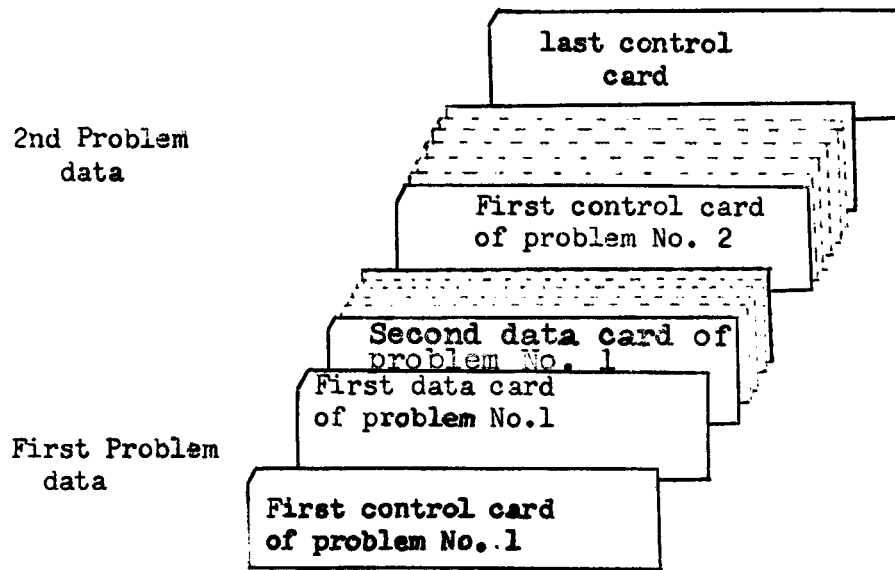 last control
card
2nd Problem
data
First control card
of problem No. 2
Second data card of
problem No. 1
First data card
of problem No.1
First Problem
data
First control card
of problem No. 1